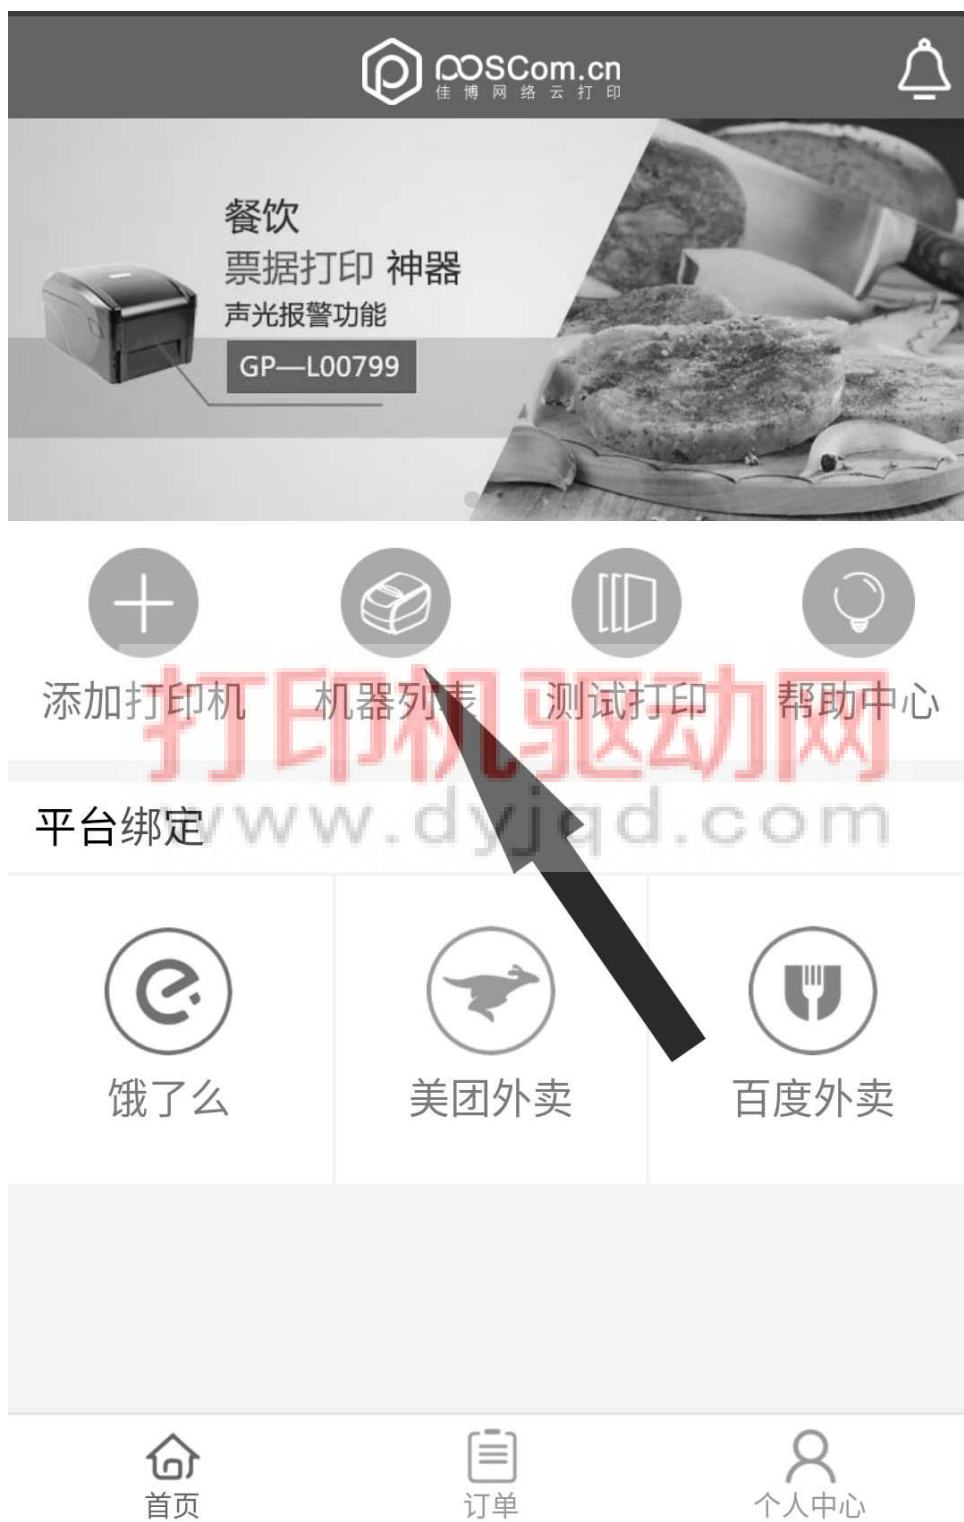 POSCom.cn
佳博网络云打印
餐饮
票据打印 神器
声光报警功能
GP—L00799
添加打印机 机器列表 测试打印 帮助中心
打印机驱动网
www.dyjqd.com
平台绑定
饿了么 美团外卖 百度外卖
首页 订单 个人中心